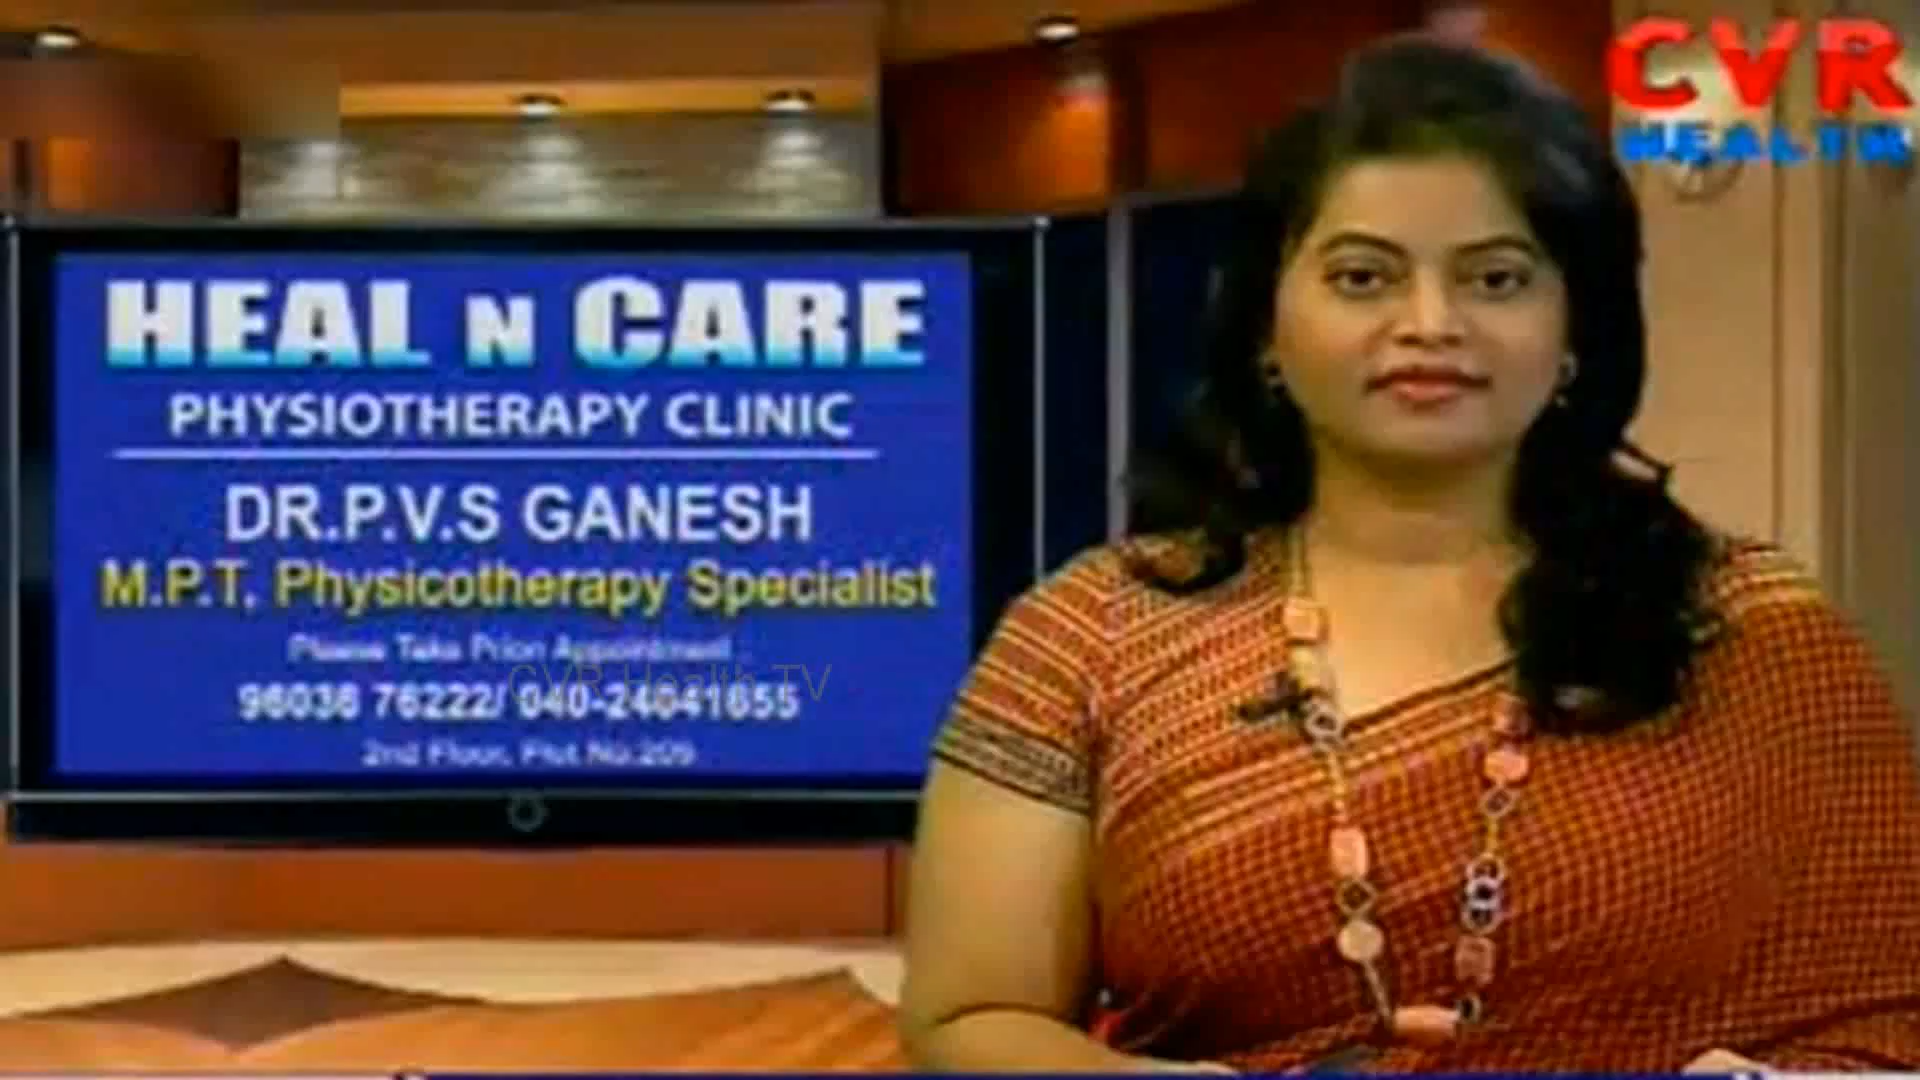 CVR
HEALTH
HEAL N CARE
PHYSIOTHERAPY CLINIC
DR.P.V.S GANESH
M.P.T, Physicotherapy Specialist
Please Take Prion Appointment
96036 76222/ 040-24041655
CVR Health TV
2nd Floor, Plot No.209